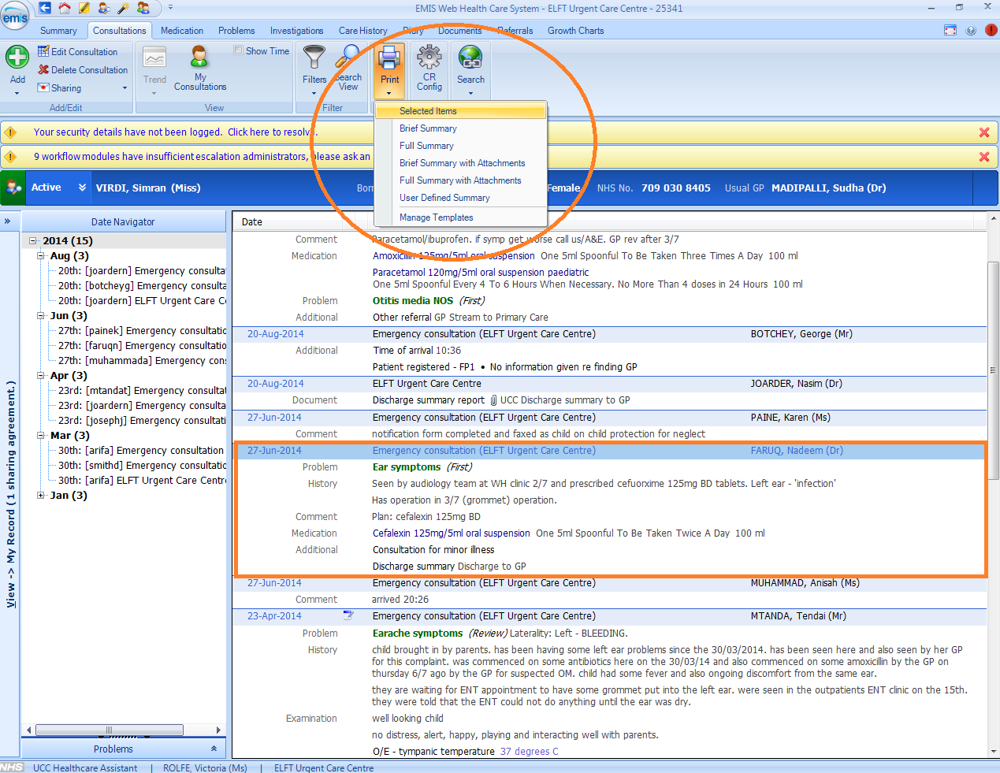 EMIS Web Health Care System - ELFT Urgent Care Centre - 25341
emis
Summary Consultations Medication Problems Investigations Care History Diary Documents Referrals Growth Charts
Add
Edit Consultation
Delete Consultation
Sharing
Add/Edit
Trend
My Consultations
Show Time
View
Filters
Search View
Filter
Print
CR Config
Search
Selected Items
Brief Summary
Full Summary
Brief Summary with Attachments
Full Summary with Attachments
User Defined Summary
Manage Templates
Your security details have not been logged. Click here to resolve.
9 workflow modules have insufficient escalation administrators, please ask an
Active VIRDI, Simran (Miss) Born Female NHS No. 709 030 8405 Usual GP MADIPALLI, Sudha (Dr)
View -> My Record ( 1 sharing agreement.)
Date Navigator
2014 (15)
Aug (3)
20th: [joardern] Emergency consulta
20th: [botcheyg] Emergency consulta
20th: [joardern] ELFT Urgent Care C
Jun (3)
27th: [painek] Emergency consultatio
27th: [faruqn] Emergency consultatio
27th: [muhammada] Emergency con
Apr (3)
23rd: [mtandat] Emergency consultat
23rd: [joardern] Emergency consulta
23rd: [josephj] Emergency consultati
Mar (3)
30th: [arifa] Emergency consultation
30th: [smithd] Emergency consultatio
30th: [arifa] ELFT Urgent Care Centr
Jan (3)
Problems
Date
Comment Paracetamol/ibuprofen. if symp get worse call us/A&E. GP rev after 3/7
Medication Amoxicillin 125mg/5ml oral suspension One 5ml Spoonful To Be Taken Three Times A Day 100 ml
Paracetamol 120mg/5ml oral suspension paediatric
One 5ml Spoonful Every 4 To 6 Hours When Necessary. No More Than 4 doses in 24 Hours 100 ml
Problem Otitis media NOS (First)
Additional Other referral GP Stream to Primary Care
20-Aug-2014 Emergency consultation (ELFT Urgent Care Centre) BOTCHEY, George (Mr)
Additional Time of arrival 10:36
Patient registered - FP1 • No information given re finding GP
20-Aug-2014 ELFT Urgent Care Centre JOARDER, Nasim (Dr)
Document Discharge summary report UCC Discharge summary to GP
27-Jun-2014 Emergency consultation (ELFT Urgent Care Centre) PAINE, Karen (Ms)
Comment notification form completed and faxed as child on child protection for neglect
27-Jun-2014 Emergency consultation (ELFT Urgent Care Centre) FARUQ, Nadeem (Dr)
Problem Ear symptoms (First)
History Seen by audiology team at WH clinic 2/7 and prescribed cefuorxime 125mg BD tablets. Left ear - 'infection'
Has operation in 3/7 (grommet) operation.
Comment Plan: cefalexin 125mg BD
Medication Cefalexin 125mg/5ml oral suspension One 5ml Spoonful To Be Taken Twice A Day 100 ml
Additional Consultation for minor illness
Discharge summary Discharge to GP
27-Jun-2014 Emergency consultation (ELFT Urgent Care Centre) MUHAMMAD, Anisah (Ms)
Comment arrived 20:26
23-Apr-2014 Emergency consultation (ELFT Urgent Care Centre) MTANDA, Tendai (Mr)
Problem Earache symptoms (Review) Laterality: Left - BLEEDING.
History child brought in by parents. has been having some left ear problems since the 30/03/2014. has been seen here and also seen by her GP
for this complaint. was commenced on some antibiotics here on the 30/03/14 and also commenced on some amoxicillin by the GP on
thursday 6/7 ago by the GP for suspected OM. child had some fever and also ongoing discomfort from the same ear.
they are waiting for ENT appointment to have some grommet put into the left ear. were seen in the outpatients ENT clinic on the 15th.
they were told that the ENT could not do anything until the ear was dry.
Examination well looking child
no distress, alert, happy, playing and interacting well with parents.
O/E - tympanic temperature 37 degrees C
NHS UCC Healthcare Assistant | ROLFE, Victoria (Ms) | ELFT Urgent Care Centre